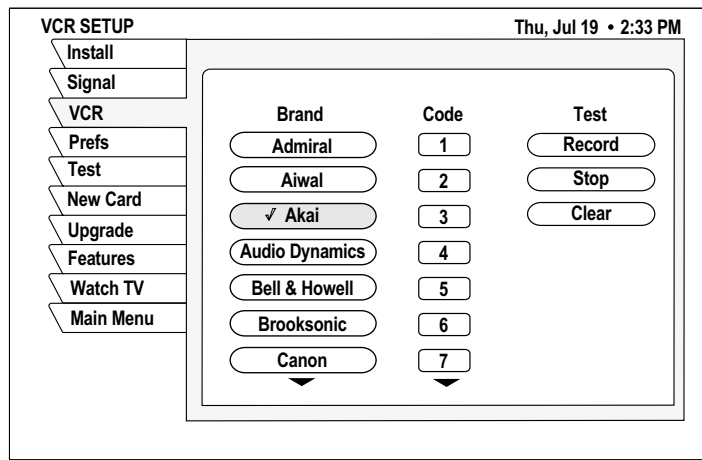 VCR SETUP Thu, Jul 19 • 2:33 PM
Install
Signal
VCR
Prefs
Test
New Card
Upgrade
Features
Watch TV
Main Menu
Brand Code Test
Admiral 1 Record
Aiwal 2 Stop
√ Akai 3 Clear
Audio Dynamics 4
Bell & Howell 5
Brooksonic 6
Canon 7